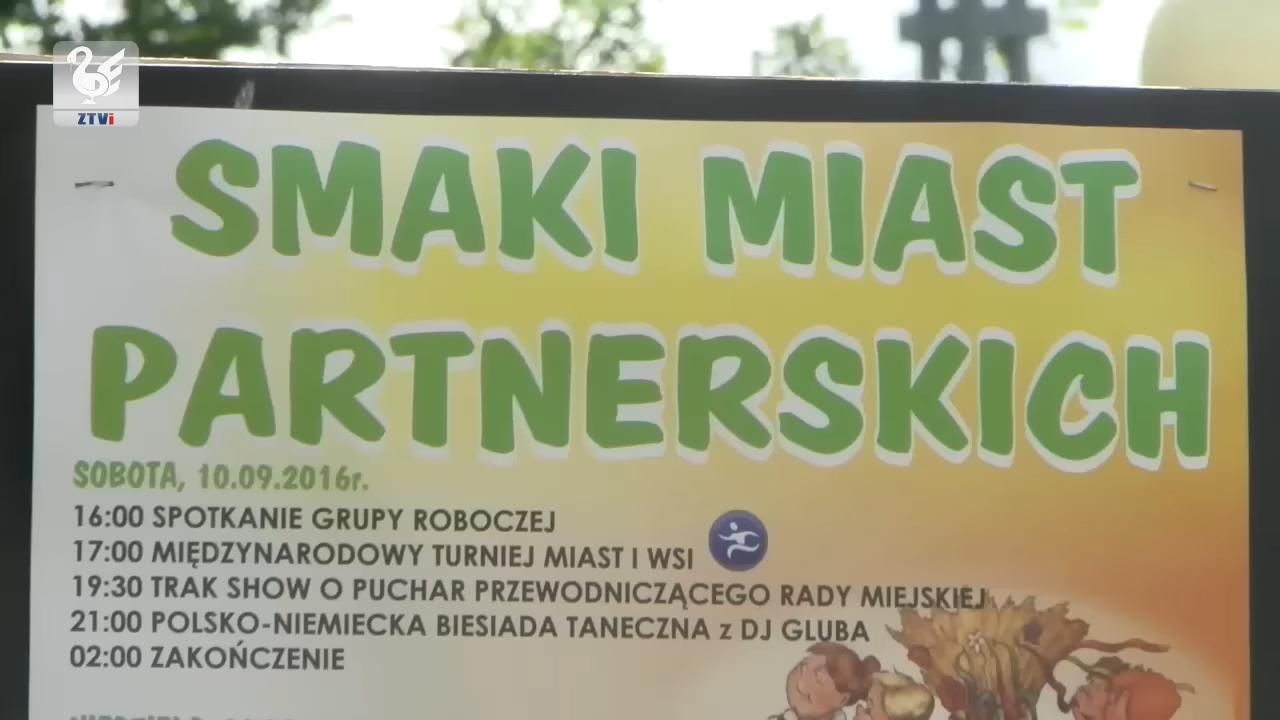 ZTVi
SMAKI MIAST
PARTNERSKICH
SOBOTA, 10.09.2016r.
16:00 SPOTKANIE GRUPY ROBOCZEJ
17:00 MIĘDZYNARODOWY TURNIEJ MIAST I WSI
19:30 TRAK SHOW O PUCHAR PRZEWODNICZĄCEGO RADY MIEJSKIEJ
21:00 POLSKO-NIEMIECKA BIESIADA TANECZNA z DJ GLUBA
02:00 ZAKOŃCZENIE